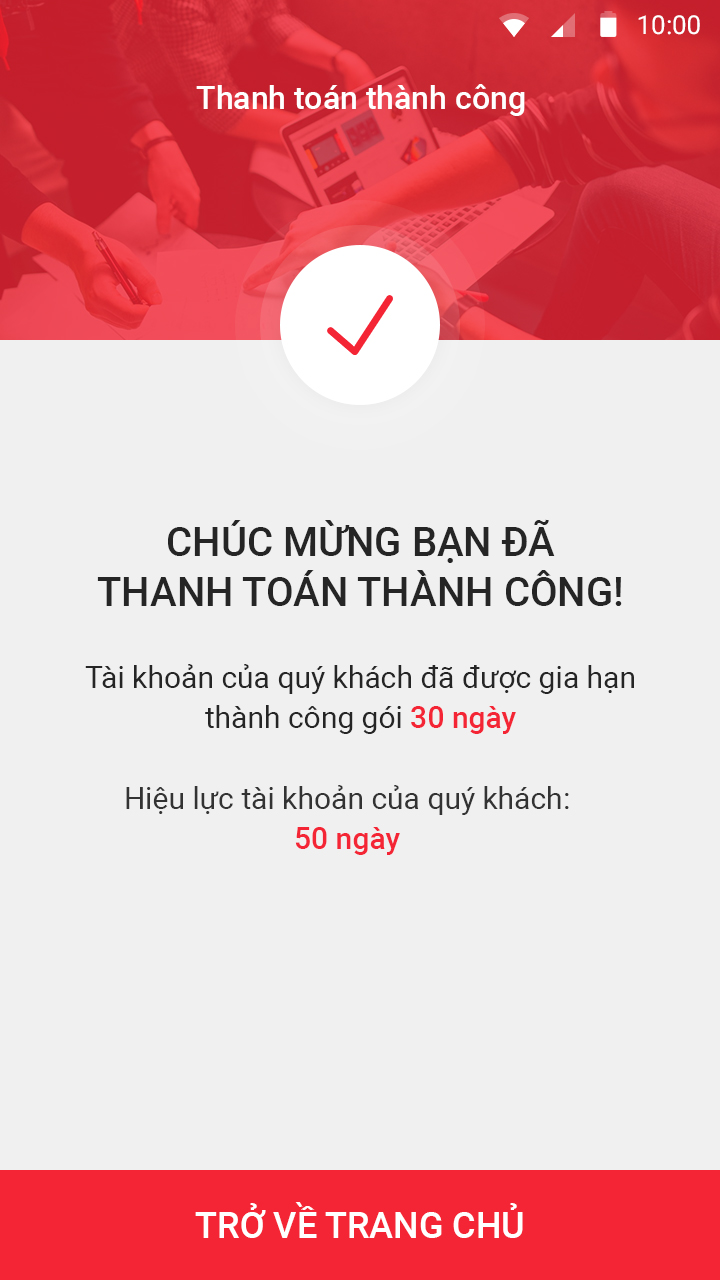 10:00
Thanh toán thành công
CHÚC MỪNG BẠN ĐÃ
THANH TOÁN THÀNH CÔNG!
Tài khoản của quý khách đã được gia hạn
thành công gói 30 ngày
Hiệu lực tài khoản của quý khách:
50 ngày
TRỞ VỀ TRANG CHỦ